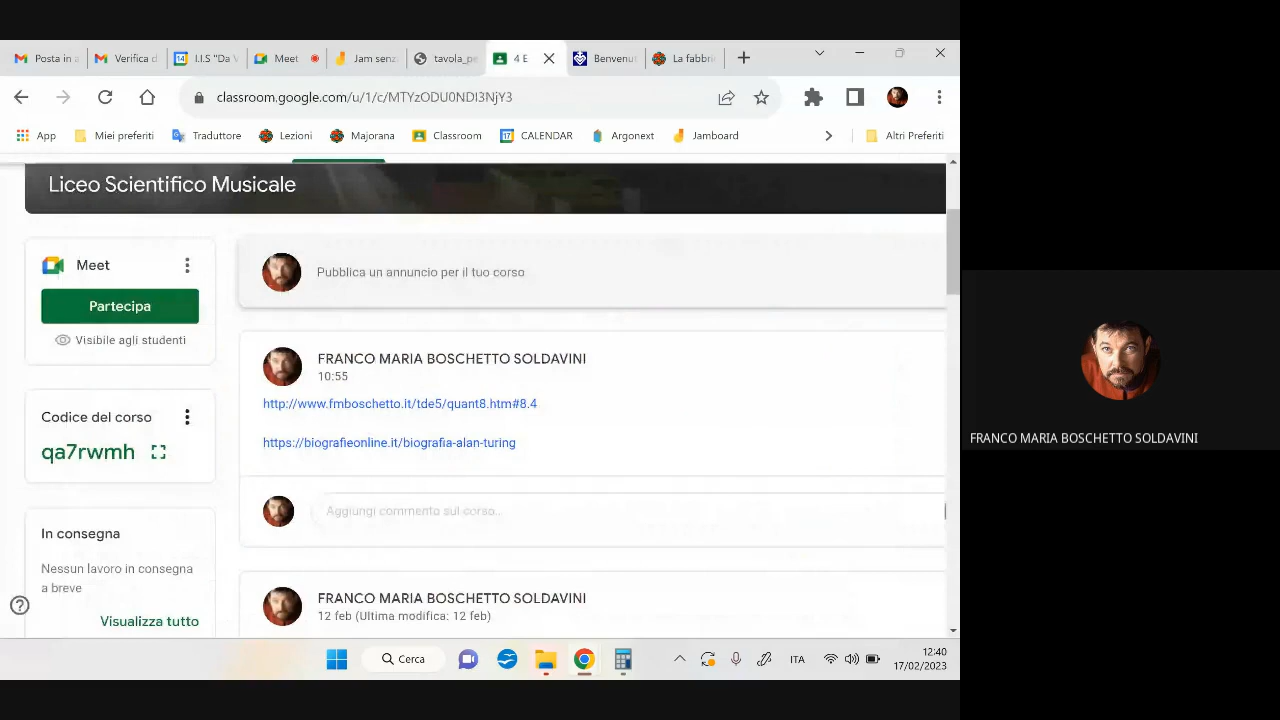 Posta in a
Verifica d
I.I.S "Da V
Meet
Jam senz
tavola_pe
4 E
Benvenut
La fabbri
classroom.google.com/u/1/c/MTYzODU0NDI3NjY3
App
Miei preferiti
Traduttore
Lezioni
Majorana
Classroom
CALENDAR
Argonext
Jamboard
Altri Preferiti
Liceo Scientifico Musicale
Meet
Partecipa
Visibile agli studenti
Pubblica un annuncio per il tuo corso
FRANCO MARIA BOSCHETTO SOLDAVINI
10:55
http://www.fmboschetto.it/tde5/quant8.htm#8.4
https://biografieonline.it/biografia-alan-turing
Codice del corso
qa7rwmh
Aggiungi commento sul corso..
In consegna
Nessun lavoro in consegna
a breve
Visualizza tutto
FRANCO MARIA BOSCHETTO SOLDAVINI
12 feb (Ultima modifica: 12 feb)
Cerca
ITA
12:40
17/02/2023
FRANCO MARIA BOSCHETTO SOLDAVINI